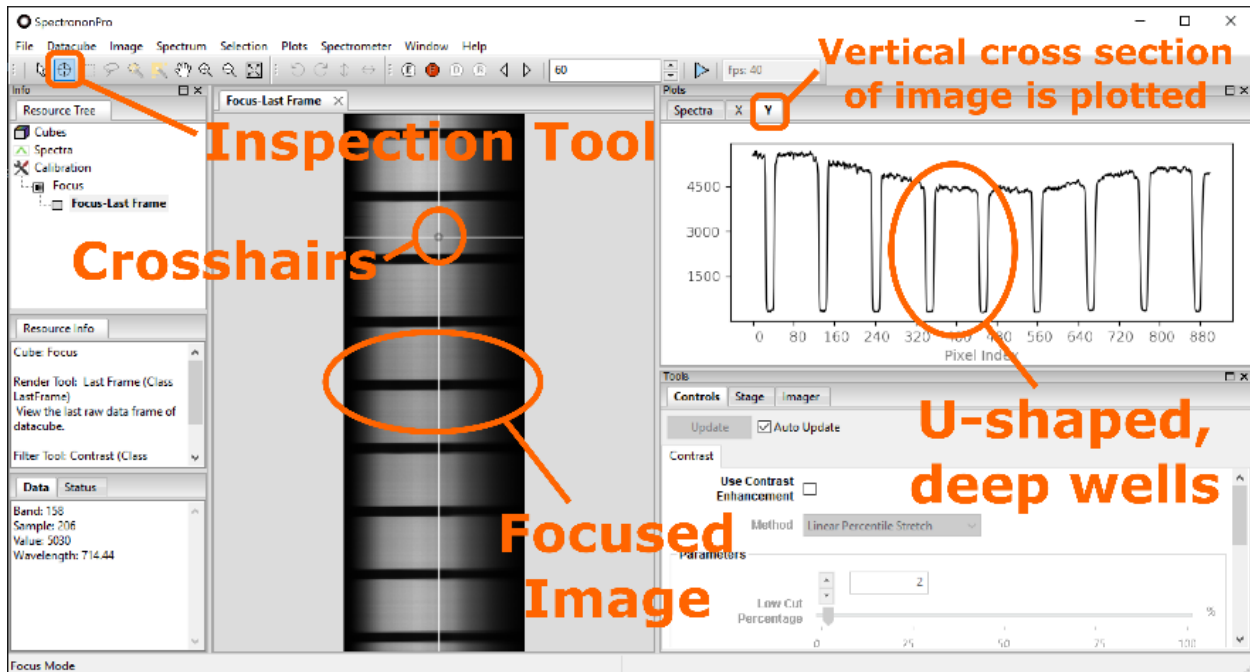 SpectrononPro
File Datacube Image Spectrum Selection Plots Spectrometer Window Help
60
fps: 40
Vertical cross section
of image is plotted
Inspection Tool
Crosshairs
Focused
Image
U-shaped,
deep wells
Info
Resource Tree
Cubes
Spectra
Calibration
Focus
Focus-Last Frame
Resource Info
Cube: Focus
Render Tool: Last Frame (Class
LastFrame)
View the last raw data frame of
datacube.
Filter Tool: Contrast (Class
Data Status
Band: 158
Sample: 206
Value: 5030
Wavelength: 714.44
Focus-Last Frame
Plots
Spectra X Y
4500
3000
1500
0 80 160 240 320 400 480 560 640 720 800 880
Pixel Index
Tools
Controls Stage Imager
Update Auto Update
Contrast
Use Contrast
Enhancement
Method Linear Percentile Stretch
Parameters
2
Low Cut
Percentage
%
0 25 50 75 100
Focus Mode